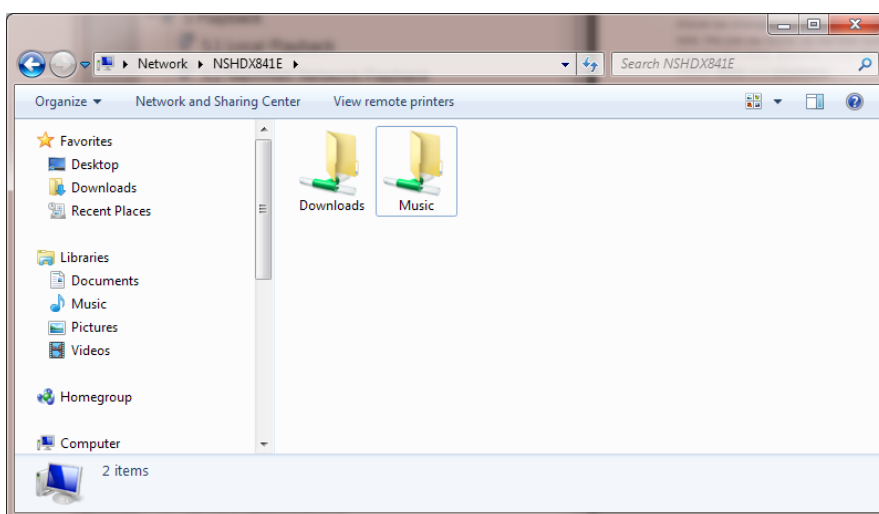 Network ▸ NSHDX841E ▸
Search NSHDX841E
Organize
Network and Sharing Center
View remote printers
Favorites
Desktop
Downloads
Recent Places
Libraries
Documents
Music
Pictures
Videos
Homegroup
Computer
Downloads
Music
2 items